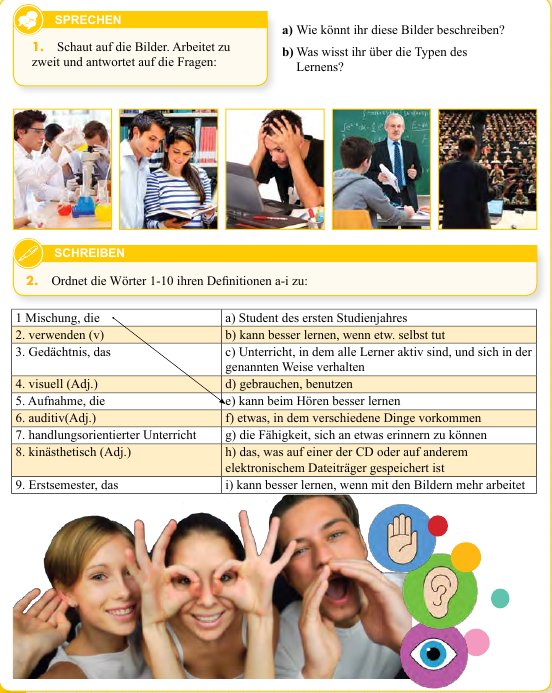 SPRECHEN
1. Schaut auf die Bilder. Arbeitet zu
zweit und antwortet auf die Fragen:
a) Wie könnt ihr diese Bilder beschreiben?
b) Was wisst ihr über die Typen des
Lernens?
SCHREIBEN
2. Ordnet die Wörter 1-10 ihren Definitionen a-i zu:
1 Mischung, die
a) Student des ersten Studienjahres
2. verwenden (v)
b) kann besser lernen, wenn etw. selbst tut
3. Gedächtnis, das
c) Unterricht, in dem alle Lerner aktiv sind, und sich in der
genannten Weise verhalten
4. visuell (Adj.)
d) gebrauchen, benutzen
5. Aufnahme, die
e) kann beim Hören besser lernen
6. auditiv(Adj.)
f) etwas, in dem verschiedene Dinge vorkommen
7. handlungsorientierter Unterricht
g) die Fähigkeit, sich an etwas erinnern zu können
8. kinästhetisch (Adj.)
h) das, was auf einer der CD oder auf anderem
elektronischem Dateiträger gespeichert ist
9. Erstsemester, das
i) kann besser lernen, wenn mit den Bildern mehr arbeitet